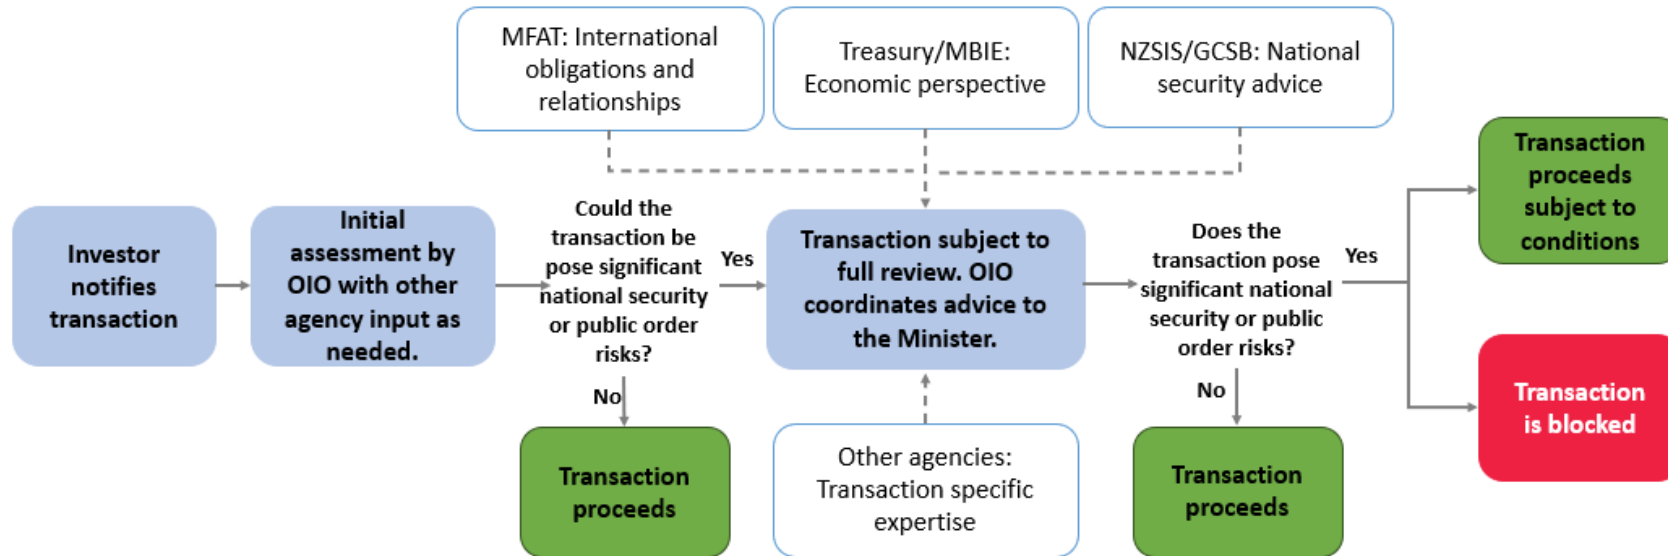 MFAT: International
obligations and
relationships
Treasury/MBIE:
Economic perspective
NZSIS/GCSB: National
security advice
Investor
notifies
transaction
Initial
assessment by
OIO with other
agency input as
needed.
Could the
transaction be
pose significant
national security
or public order
risks?
Yes
No
Transaction
proceeds
Transaction subject to
full review. OIO
coordinates advice to
the Minister.
Other agencies:
Transaction specific
expertise
Does the
transaction pose
significant national
security or public
order risks?
Yes
No
Transaction
proceeds
Transaction
proceeds
subject to
conditions
Transaction
is blocked